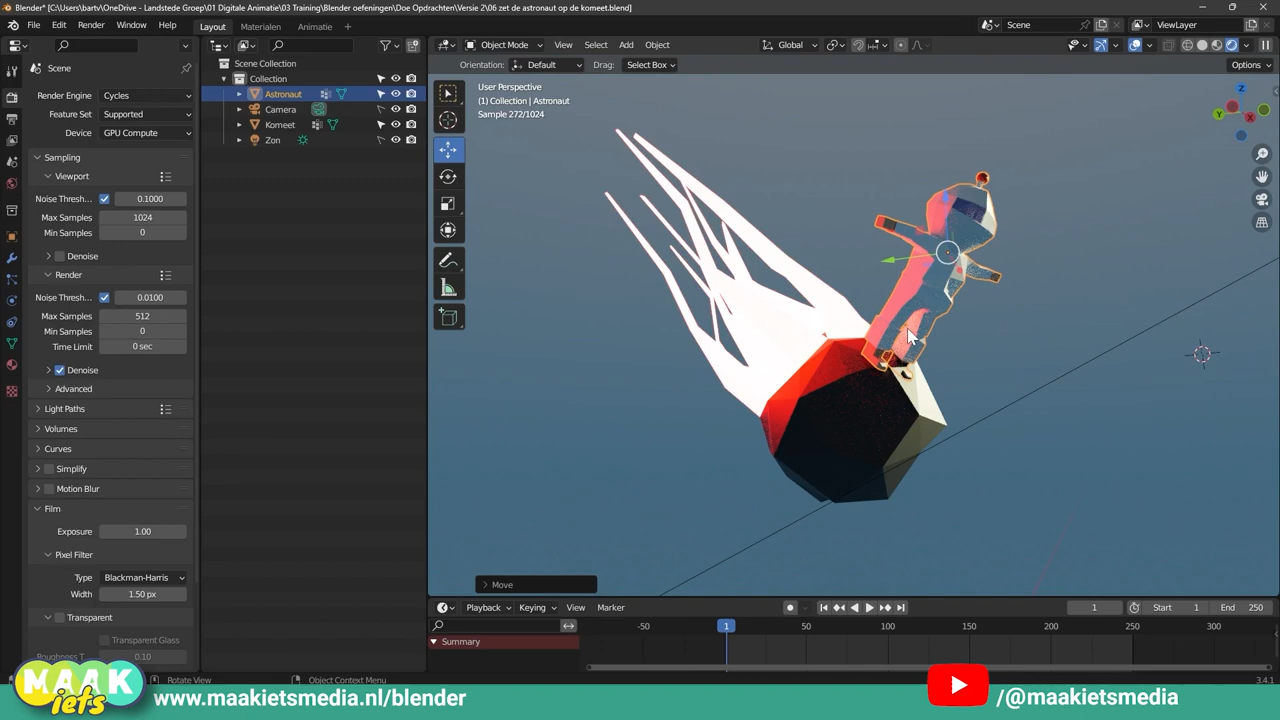 Blender* [C:\Users\bartv\OneDrive - Landstede Groep\01 Digitale Animatie\03 Training\Blender oefeningen\Doe Opdrachten\Versie 2\06 zet de astronaut op de komeet.blend]
File Edit Render Window Help Layout Materialen Animatie + Scene ViewLayer
Object Mode View Select Add Object Global
Scene
Scene Collection
Orientation: Default Drag: Select Box Options
Collection
User Perspective
Render Engine Cycles
Astronaut
(1) Collection | Astronaut
Feature Set Supported
Camera
Sample 272/1024
Device GPU Compute
Komeet
Zon
Sampling
Viewport
Noise Thresh... 0.1000
Max Samples 1024
Min Samples 0
Denoise
Render
Noise Thresh... 0.0100
Max Samples 512
Min Samples 0
Time Limit 0 sec
Denoise
Advanced
Light Paths
Volumes
Curves
Simplify
Motion Blur
Film
Exposure 1.00
Pixel Filter
Type Blackman-Harris
Width 1.50 px
Transparent
Transparent Glass
Roughness T... 0.10
X
Y
Z
Move
Playback Keying View Marker 1 Start 1 End 250
-50 1 50 100 150 200 250 300
Summary
Rotate View Object Context Menu 3.4.1
MAAK
iets
www.maakietsmedia.nl/blender
/@maakietsmedia